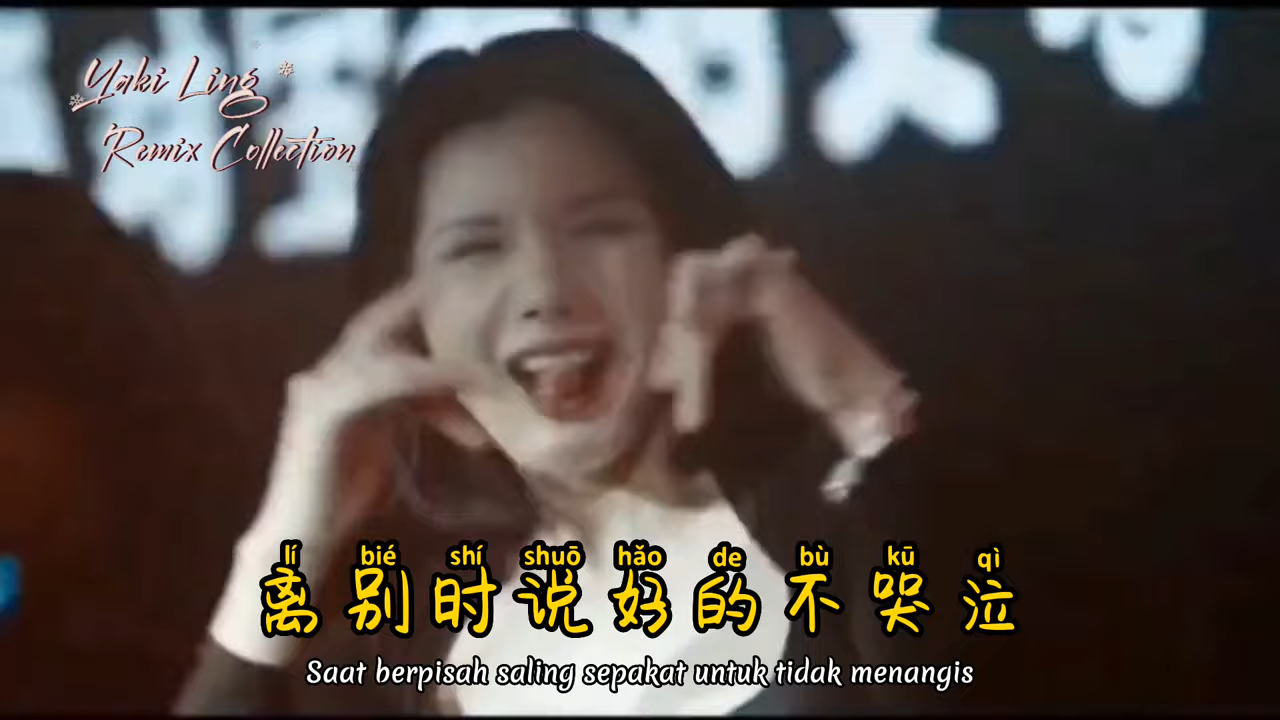 Yaki Ling
Remix Collection
lí bié shí shuō hǎo de bù kū qì
离别时说好的不哭泣
Saat berpisah saling sepakat untuk tidak menangis